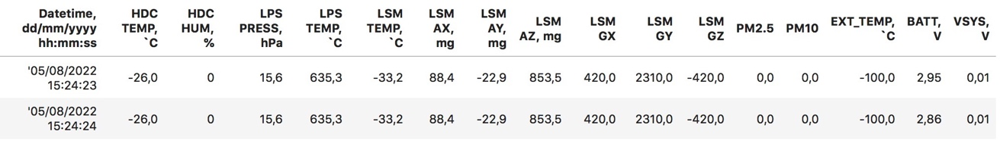 Datetime, dd/mm/yyyy hh:mm:ss HDC TEMP, `C HDC HUM, % LPS PRESS, hPa LPS TEMP, `C LSM TEMP, `C LSM AX, mg LSM AY, mg LSM AZ, mg LSM GX LSM GY LSM GZ PM2.5 PM10 EXT_TEMP, `C BATT, V VSYS, V
'05/08/2022 15:24:23 -26,0 0 15,6 635,3 -33,2 88,4 -22,9 853,5 420,0 2310,0 -420,0 0,0 0,0 -100,0 2,95 0,01
'05/08/2022 15:24:24 -26,0 0 15,6 635,3 -33,2 88,4 -22,9 853,5 420,0 2310,0 -420,0 0,0 0,0 -100,0 2,86 0,01